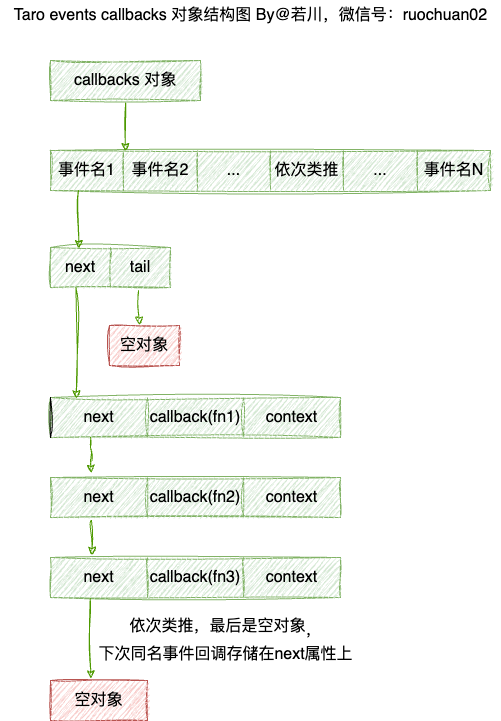 Taro events callbacks 对象结构图 By@若川，微信号：ruochuan02
callbacks 对象
事件名1 事件名2 ... 依次类推 ... 事件名N
next tail
空对象
next callback(fn1) context
next callback(fn2) context
next callback(fn3) context
依次类推，最后是空对象，
下次同名事件回调存储在next属性上
空对象